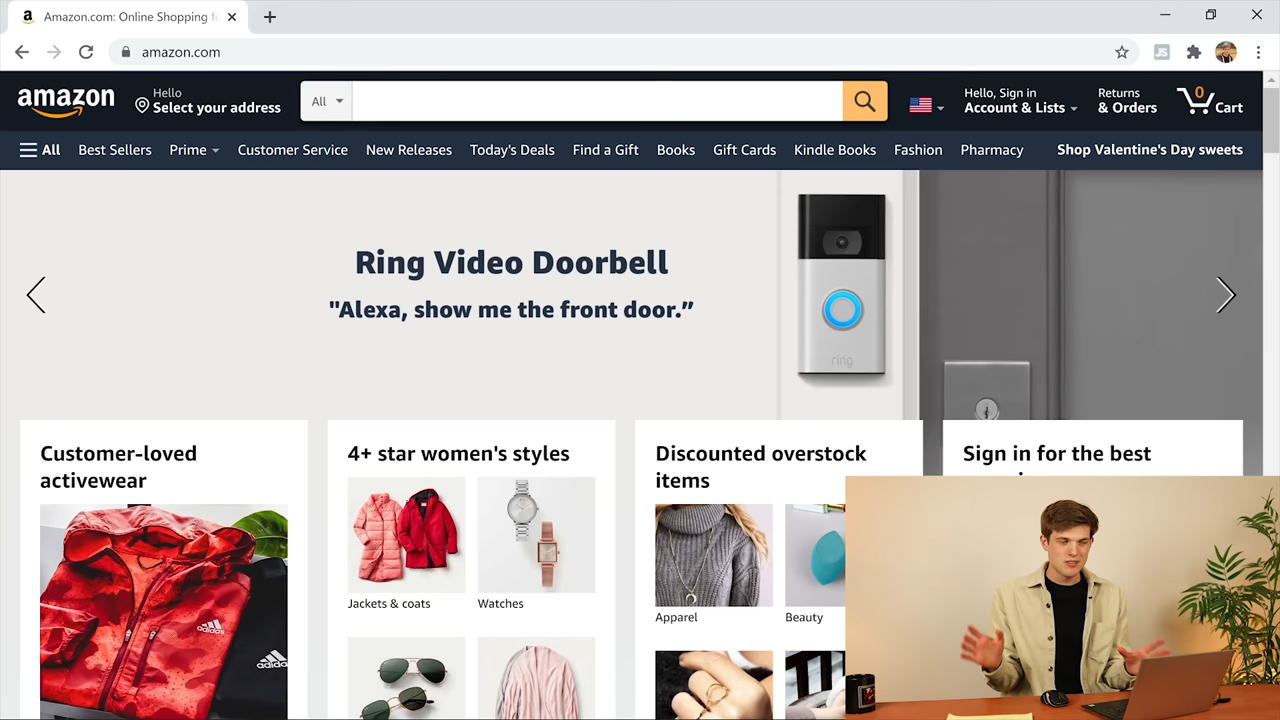 Amazon.com: Online Shopping f
amazon.com
JS
amazon
Hello
Select your address
All
Hello, Sign in
Account & Lists
Returns
& Orders
0
Cart
All
Best Sellers
Prime
Customer Service
New Releases
Today's Deals
Find a Gift
Books
Gift Cards
Kindle Books
Fashion
Pharmacy
Shop Valentine's Day sweets
Ring Video Doorbell
"Alexa, show me the front door.”
ring
Customer-loved
activewear
adidas
adidas
4+ star women's styles
Jackets & coats
Watches
Discounted overstock
items
Apparel
Beauty
Sign in for the best